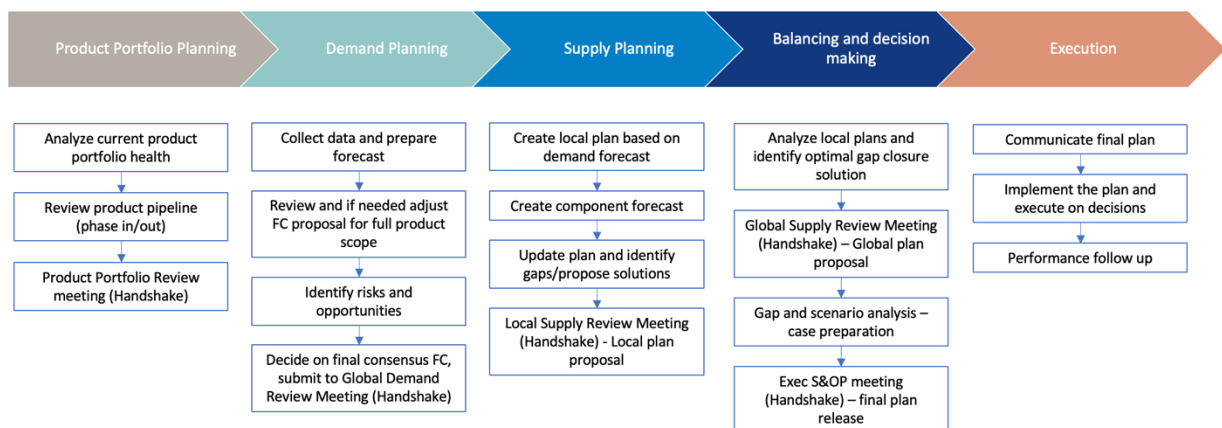 Product Portfolio Planning
Demand Planning
Supply Planning
Balancing and decision
making
Execution
Analyze current product
portfolio health
Review product pipeline
(phase in/out)
Product Portfolio Review
meeting (Handshake)
Collect data and prepare
forecast
Review and if needed adjust
FC proposal for full product
scope
Identify risks and
opportunities
Decide on final consensus FC,
submit to Global Demand
Review Meeting (Handshake)
Create local plan based on
demand forecast
Create component forecast
Update plan and identify
gaps/propose solutions
Local Supply Review Meeting
(Handshake) - Local plan
proposal
Analyze local plans and
identify optimal gap closure
solution
Global Supply Review Meeting
(Handshake) – Global plan
proposal
Gap and scenario analysis –
case preparation
Exec S&OP meeting
(Handshake) – final plan
release
Communicate final plan
Implement the plan and
execute on decisions
Performance follow up